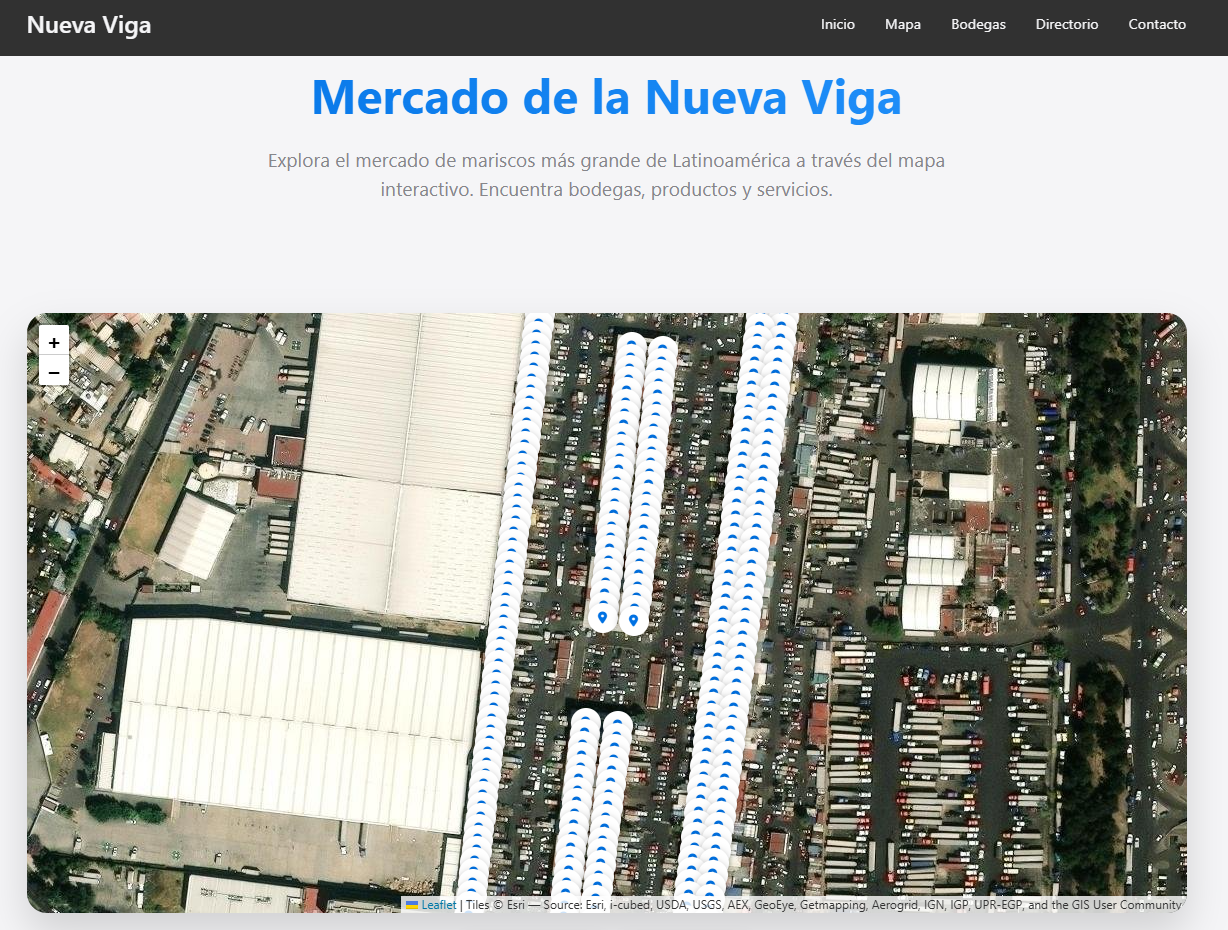 Nueva Viga
Inicio
Mapa
Bodegas
Directorio
Contacto
Mercado de la Nueva Viga
Explora el mercado de mariscos más grande de Latinoamérica a través del mapa
interactivo. Encuentra bodegas, productos y servicios.
+
−
Leaflet | Tiles © Esri — Source: Esri, i-cubed, USDA, USGS, AEX, GeoEye, Getmapping, Aerogrid, IGN, IGP, UPR-EGP, and the GIS User Community